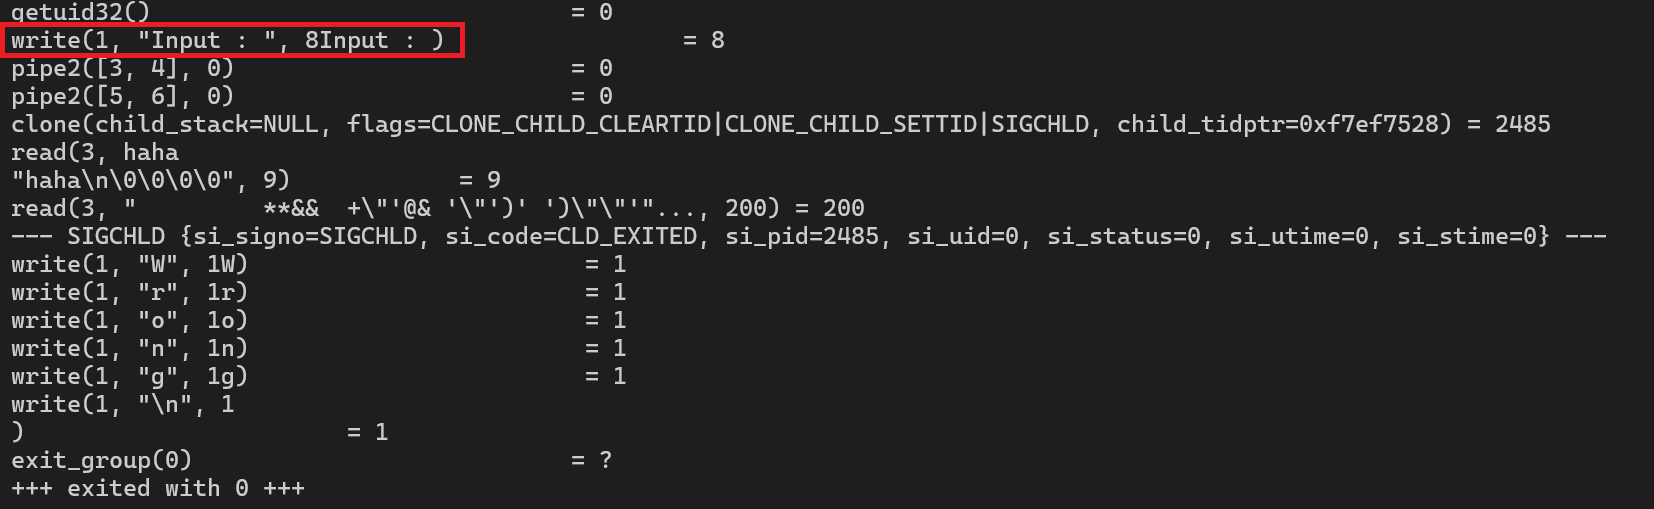 getuid32()                              = 0
write(1, "Input : ", 8Input : )                 = 8
pipe2([3, 4], 0)                        = 0
pipe2([5, 6], 0)                        = 0
clone(child_stack=NULL, flags=CLONE_CHILD_CLEARTID|CLONE_CHILD_SETTID|SIGCHLD, child_tidptr=0xf7ef7528) = 2485
read(3, haha
"haha\n\0\0\0\0", 9)            = 9
read(3, "         **&&  +\"'@& '\"')' ')\"\"'"..., 200) = 200
--- SIGCHLD {si_signo=SIGCHLD, si_code=CLD_EXITED, si_pid=2485, si_uid=0, si_status=0, si_utime=0, si_stime=0} ---
write(1, "W", 1W)                        = 1
write(1, "r", 1r)                        = 1
write(1, "o", 1o)                        = 1
write(1, "n", 1n)                        = 1
write(1, "g", 1g)                        = 1
write(1, "\n", 1
)                       = 1
exit_group(0)                           = ?
+++ exited with 0 +++